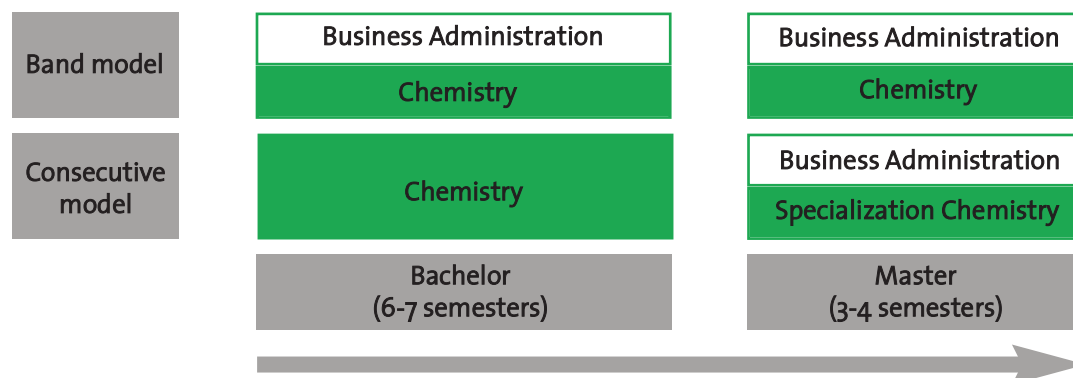 Band model
Business Administration
Chemistry
Business Administration
Chemistry
Consecutive
model
Chemistry
Business Administration
Specialization Chemistry
Bachelor
(6-7 semesters)
Master
(3-4 semesters)